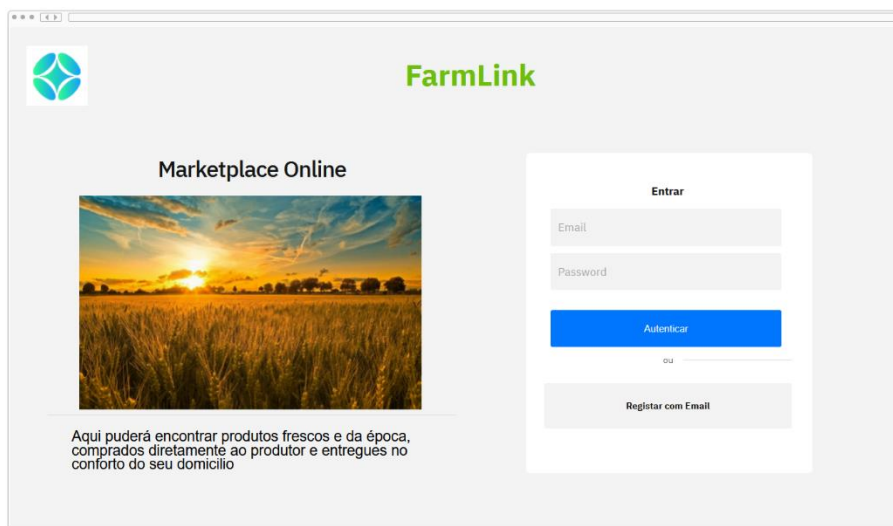 FarmLink
Marketplace Online
Aqui puderá encontrar produtos frescos e da época,
comprados diretamente ao produtor e entregues no
conforto do seu domicilio
Entrar
Email
Password
Autenticar
ou
Registar com Email